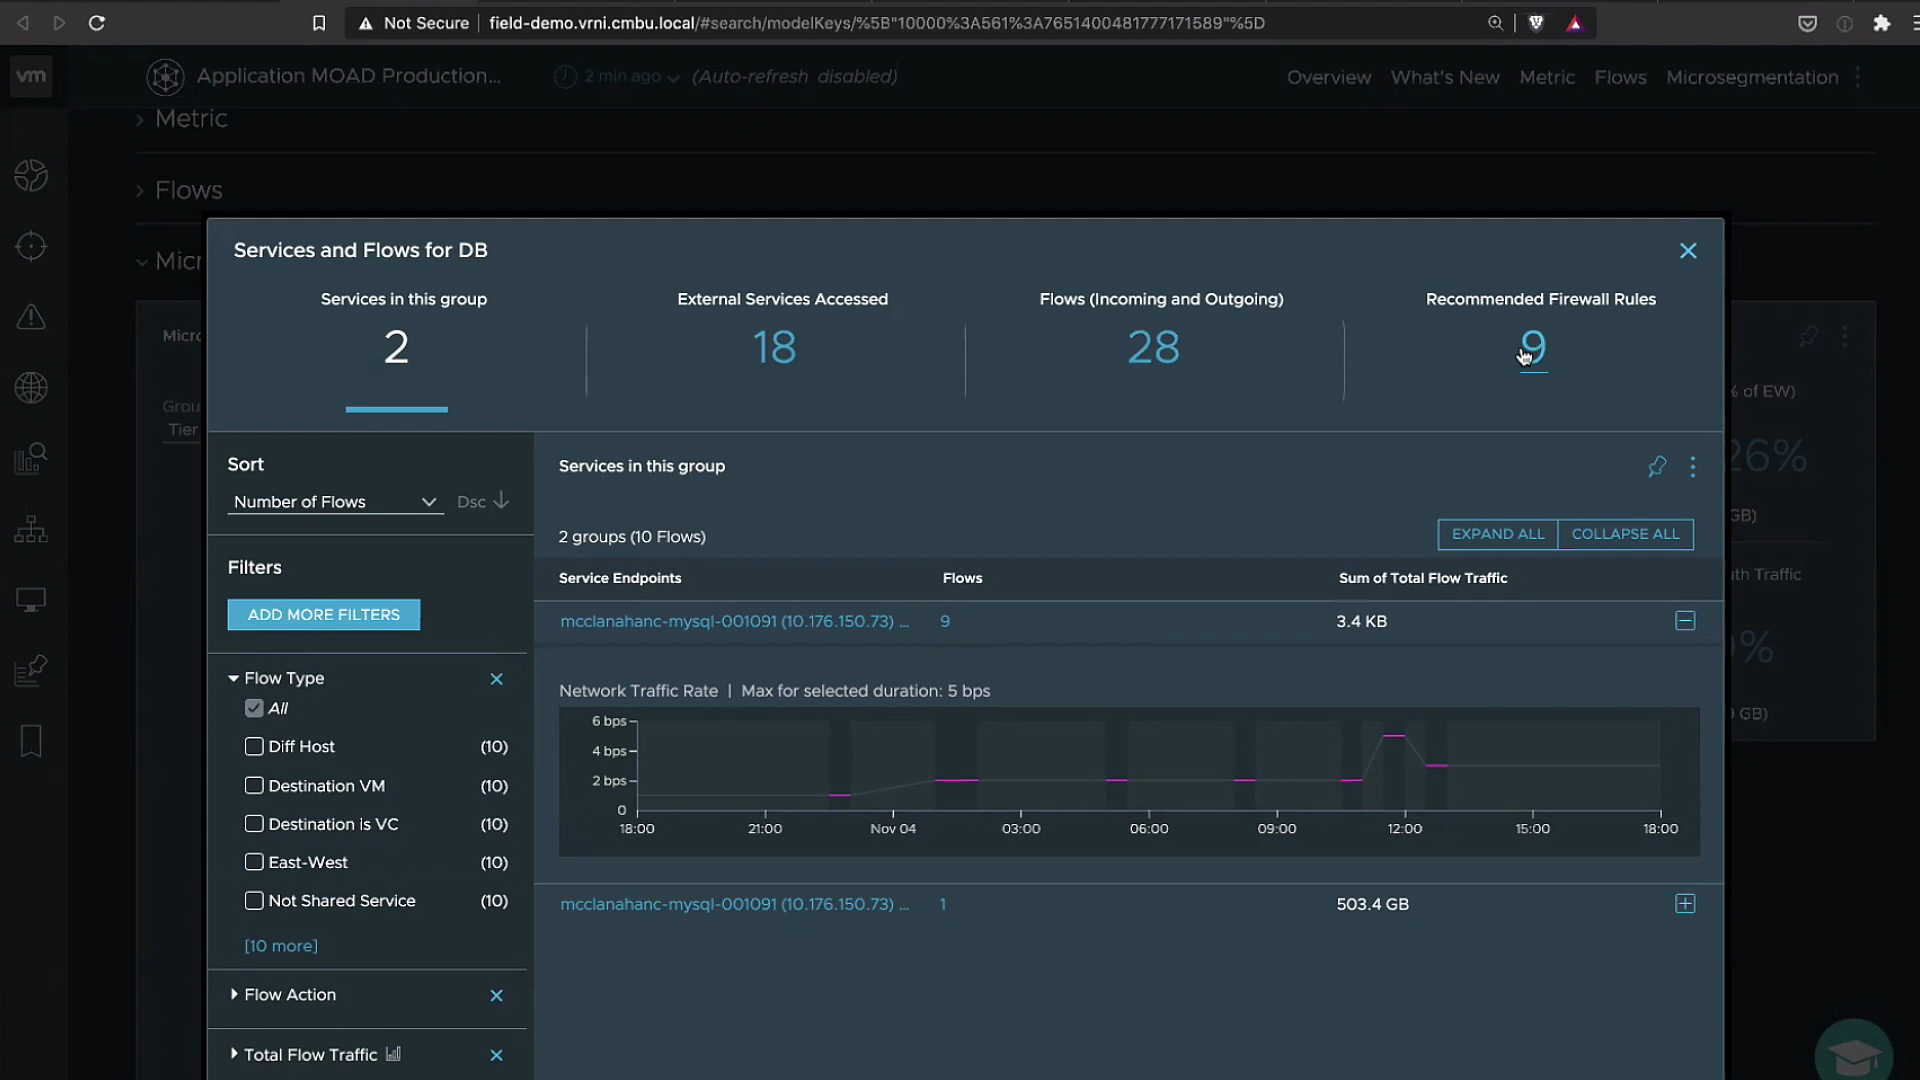 Not Secure field-demo.vrni.cmbu.local/#search/modelKeys/%5B"10000%3A561%3A7651400481777171589"%5D
vm Application MOAD Production... 2 min ago (Auto-refresh disabled) Overview What's New Metric Flows Microsegmentation
Metric
Flows
Micr
Services and Flows for DB
Services in this group External Services Accessed Flows (Incoming and Outgoing) Recommended Firewall Rules
2 18 28 9
Micro
Grou
Tier
% of EW)
26%
GB)
th Traffic
%
GB)
Sort
Number of Flows Dsc
Filters
ADD MORE FILTERS
Flow Type
All
Diff Host (10)
Destination VM (10)
Destination is VC (10)
East-West (10)
Not Shared Service (10)
[10 more]
Flow Action
Total Flow Traffic
Services in this group
2 groups (10 Flows) EXPAND ALL COLLAPSE ALL
Service Endpoints Flows Sum of Total Flow Traffic
mcclanahanc-mysql-001091 (10.176.150.73) ... 9 3.4 KB
Network Traffic Rate | Max for selected duration: 5 bps
6 bps
4 bps
2 bps
0
18:00 21:00 Nov 04 03:00 06:00 09:00 12:00 15:00 18:00
mcclanahanc-mysql-001091 (10.176.150.73) ... 1 503.4 GB